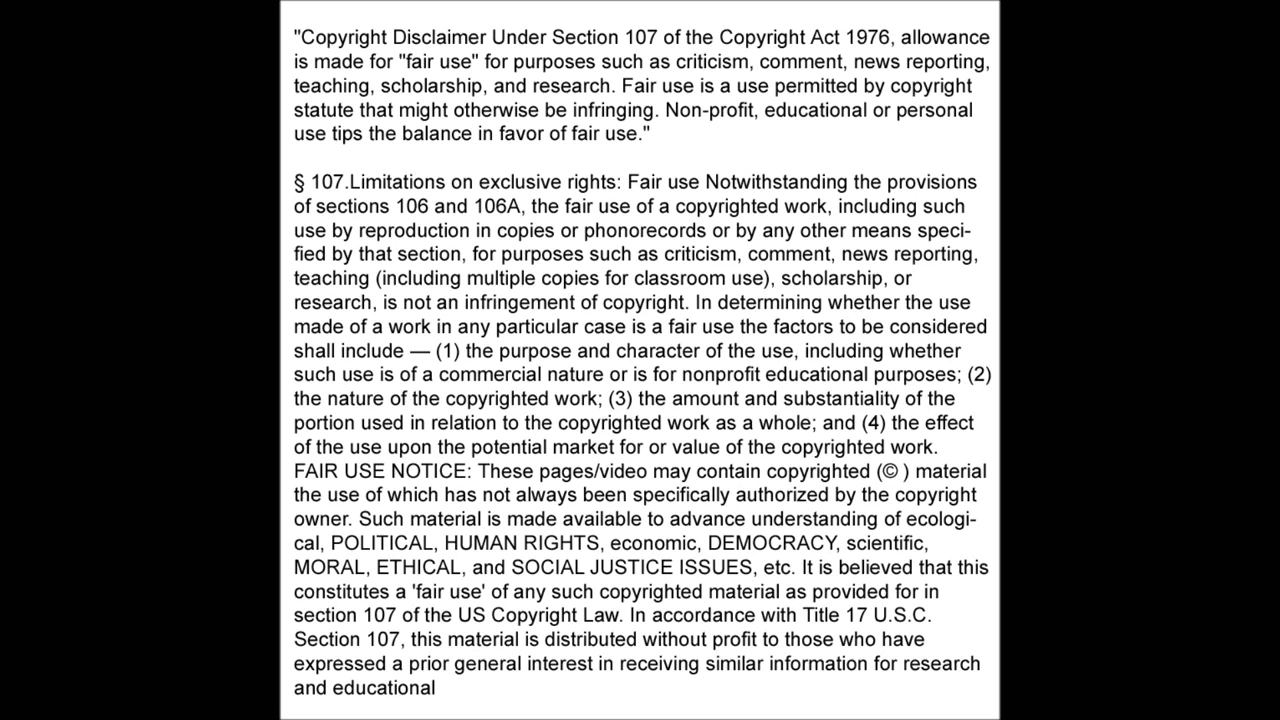 "Copyright Disclaimer Under Section 107 of the Copyright Act 1976, allowance
is made for "fair use" for purposes such as criticism, comment, news reporting,
teaching, scholarship, and research. Fair use is a use permitted by copyright
statute that might otherwise be infringing. Non-profit, educational or personal
use tips the balance in favor of fair use."
§ 107.Limitations on exclusive rights: Fair use Notwithstanding the provisions
of sections 106 and 106A, the fair use of a copyrighted work, including such
use by reproduction in copies or phonorecords or by any other means speci-
fied by that section, for purposes such as criticism, comment, news reporting,
teaching (including multiple copies for classroom use), scholarship, or
research, is not an infringement of copyright. In determining whether the use
made of a work in any particular case is a fair use the factors to be considered
shall include — (1) the purpose and character of the use, including whether
such use is of a commercial nature or is for nonprofit educational purposes; (2)
the nature of the copyrighted work; (3) the amount and substantiality of the
portion used in relation to the copyrighted work as a whole; and (4) the effect
of the use upon the potential market for or value of the copyrighted work.
FAIR USE NOTICE: These pages/video may contain copyrighted (© ) material
the use of which has not always been specifically authorized by the copyright
owner. Such material is made available to advance understanding of ecologi-
cal, POLITICAL, HUMAN RIGHTS, economic, DEMOCRACY, scientific,
MORAL, ETHICAL, and SOCIAL JUSTICE ISSUES, etc. It is believed that this
constitutes a 'fair use' of any such copyrighted material as provided for in
section 107 of the US Copyright Law. In accordance with Title 17 U.S.C.
Section 107, this material is distributed without profit to those who have
expressed a prior general interest in receiving similar information for research
and educational